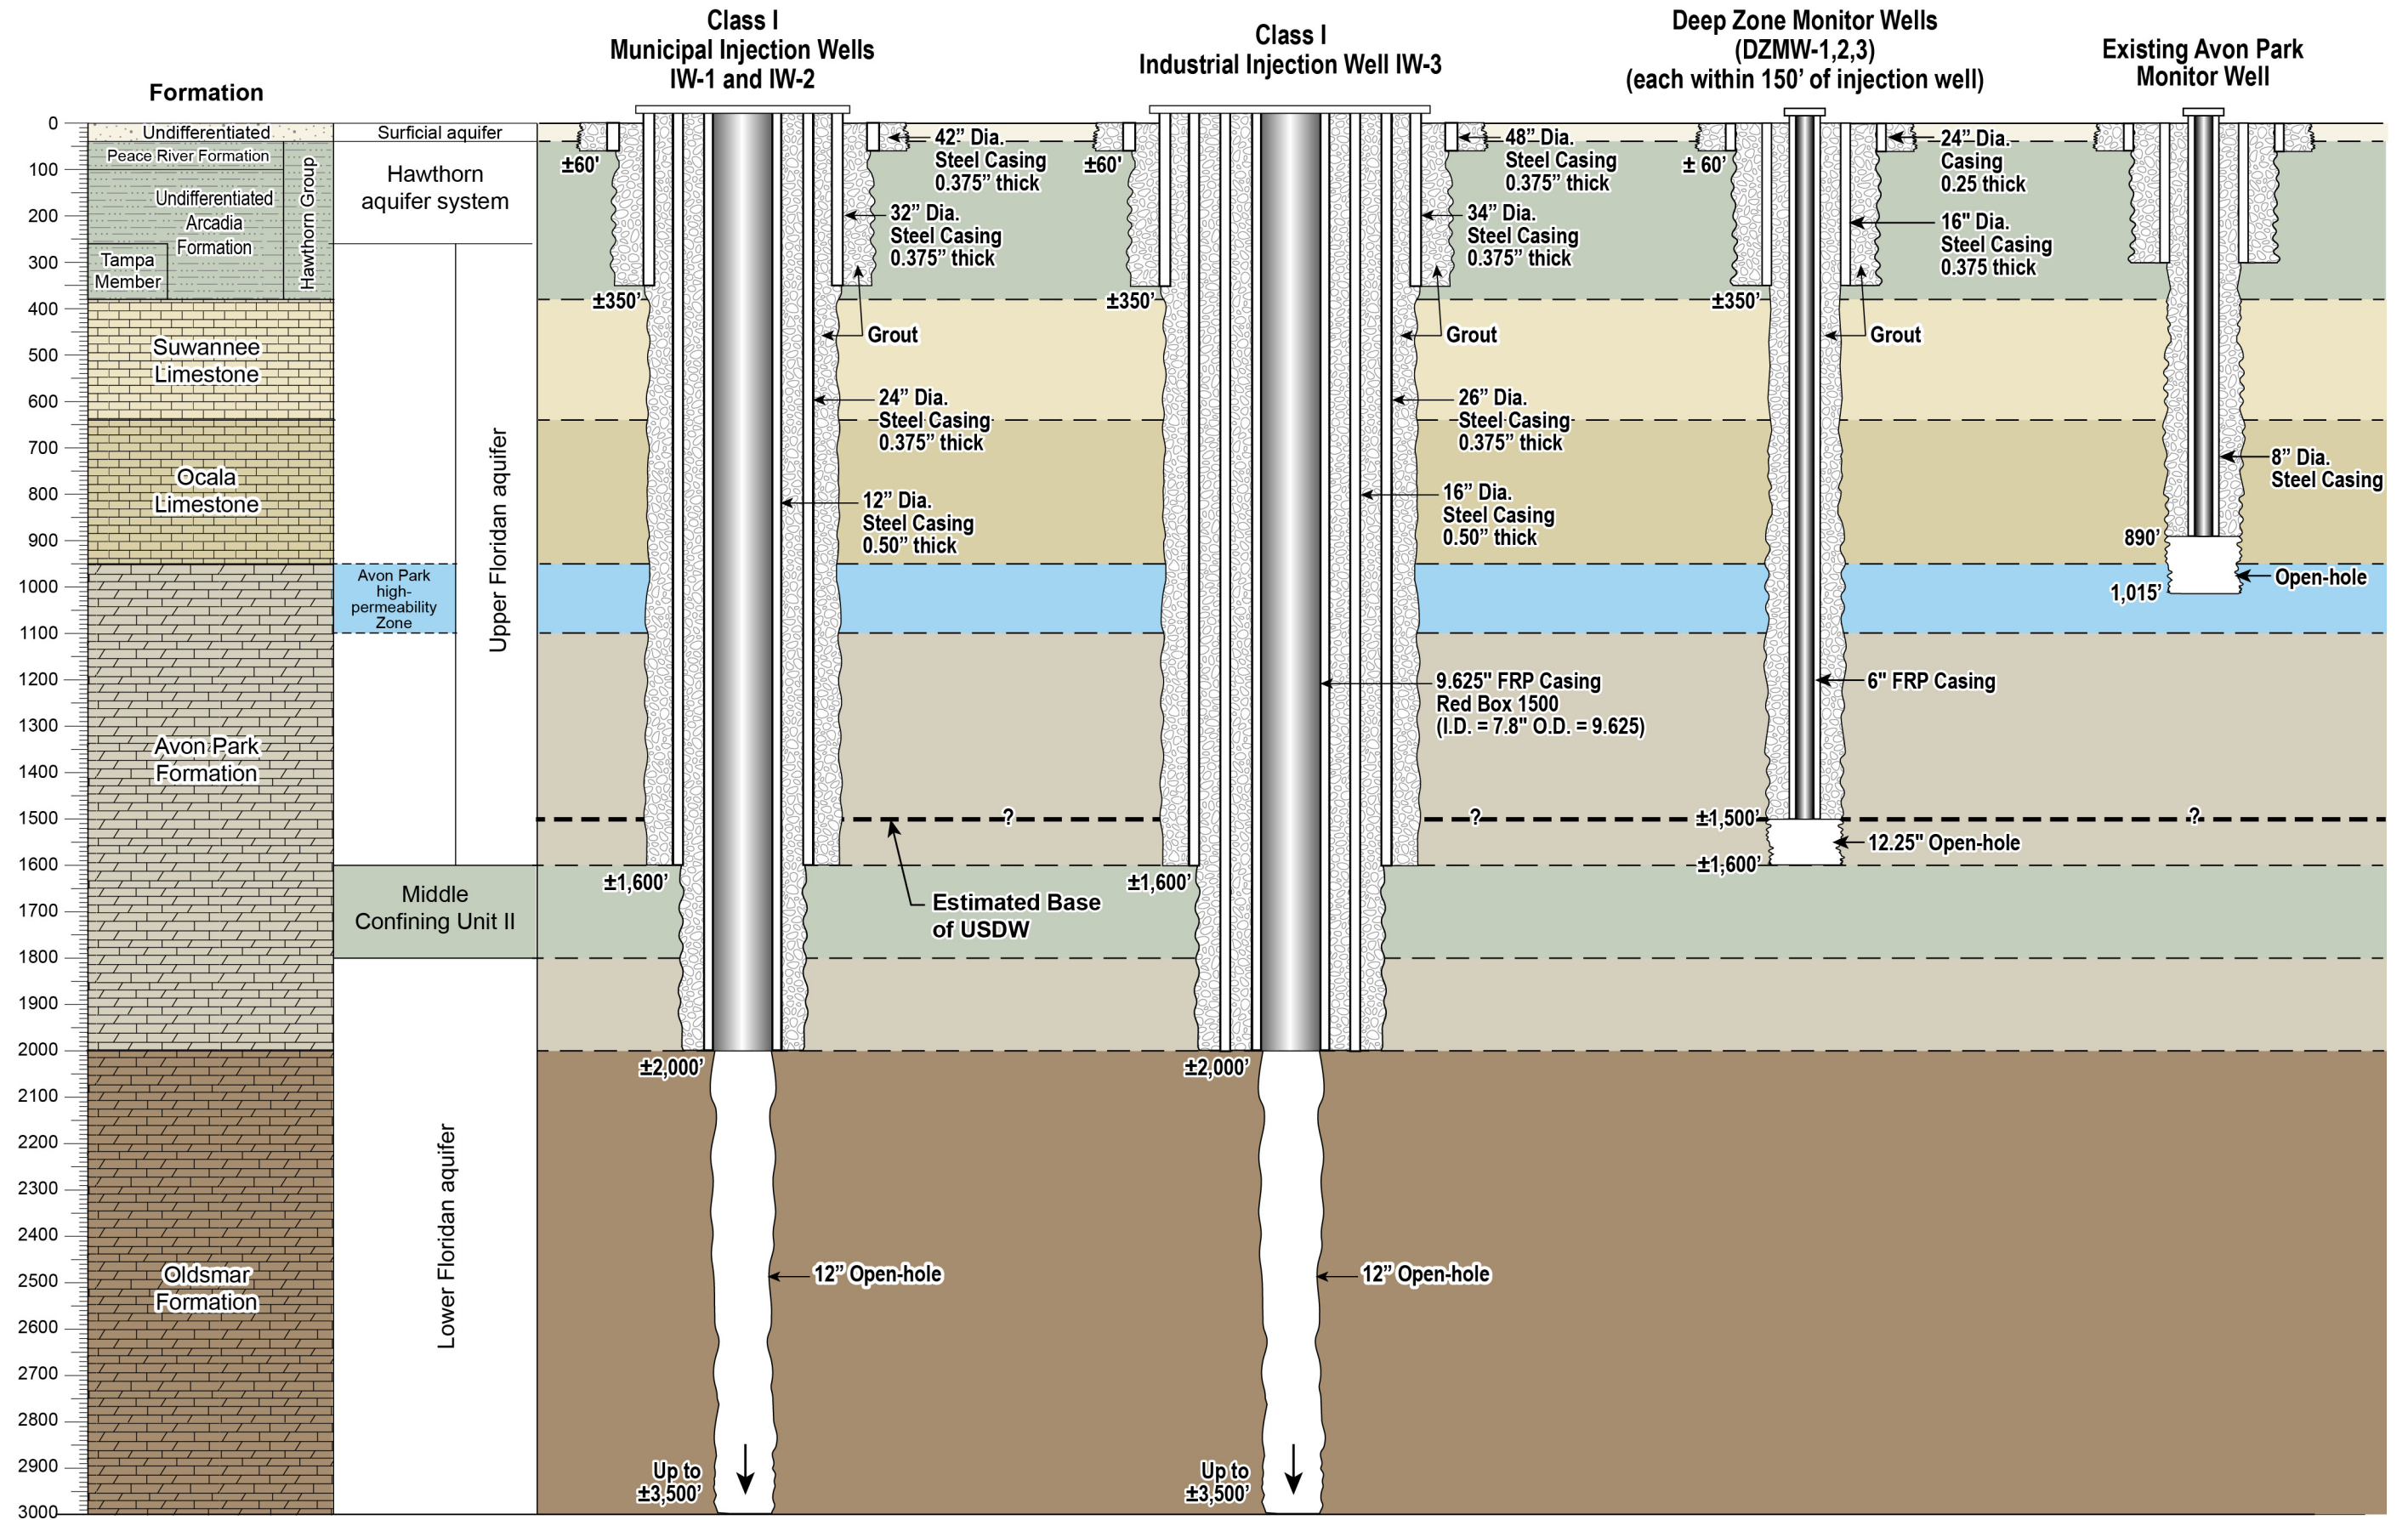 Class I
Municipal Injection Wells
IW-1 and IW-2
Class I
Industrial Injection Well IW-3
Deep Zone Monitor Wells
(DZMW-1,2,3)
(each within 150’ of injection well)
Existing Avon Park
Monitor Well
Formation
0
100
200
300
400
500
600
700
800
900
1000
1100
1200
1300
1400
1500
1600
1700
1800
1900
2000
2100
2200
2300
2400
2500
2600
2700
2800
2900
3000
Undifferentiated
Peace River Formation
Undifferentiated
Arcadia
Formation
Tampa
Member
Hawthorn Group
Suwannee
Limestone
Ocala
Limestone
Avon Park
Formation
Oldsmar
Formation
Surficial aquifer
Hawthorn
aquifer system
Upper Floridan aquifer
Avon Park
high-
permeability
Zone
Middle
Confining Unit II
Lower Floridan aquifer
±60'
42” Dia.
Steel Casing
0.375” thick
32” Dia.
Steel Casing
0.375” thick
±350’
Grout
24” Dia.
Steel Casing
0.375” thick
12” Dia.
Steel Casing
0.50” thick
?
±1,600’
Estimated Base
of USDW
±2,000’
12” Open-hole
Up to
±3,500’
±60’
48” Dia.
Steel Casing
0.375” thick
34” Dia.
Steel Casing
0.375” thick
±350’
Grout
26” Dia.
Steel Casing
0.375” thick
16” Dia.
Steel Casing
0.50” thick
9.625" FRP Casing
Red Box 1500
(I.D. = 7.8" O.D. = 9.625)
?
±1,600’
±2,000’
12” Open-hole
Up to
±3,500’
± 60’
24” Dia.
Casing
0.25 thick
16" Dia.
Steel Casing
0.375 thick
±350’
Grout
6" FRP Casing
±1,500’
12.25" Open-hole
±1,600’
8” Dia.
Steel Casing
890’
Open-hole
1,015’
?